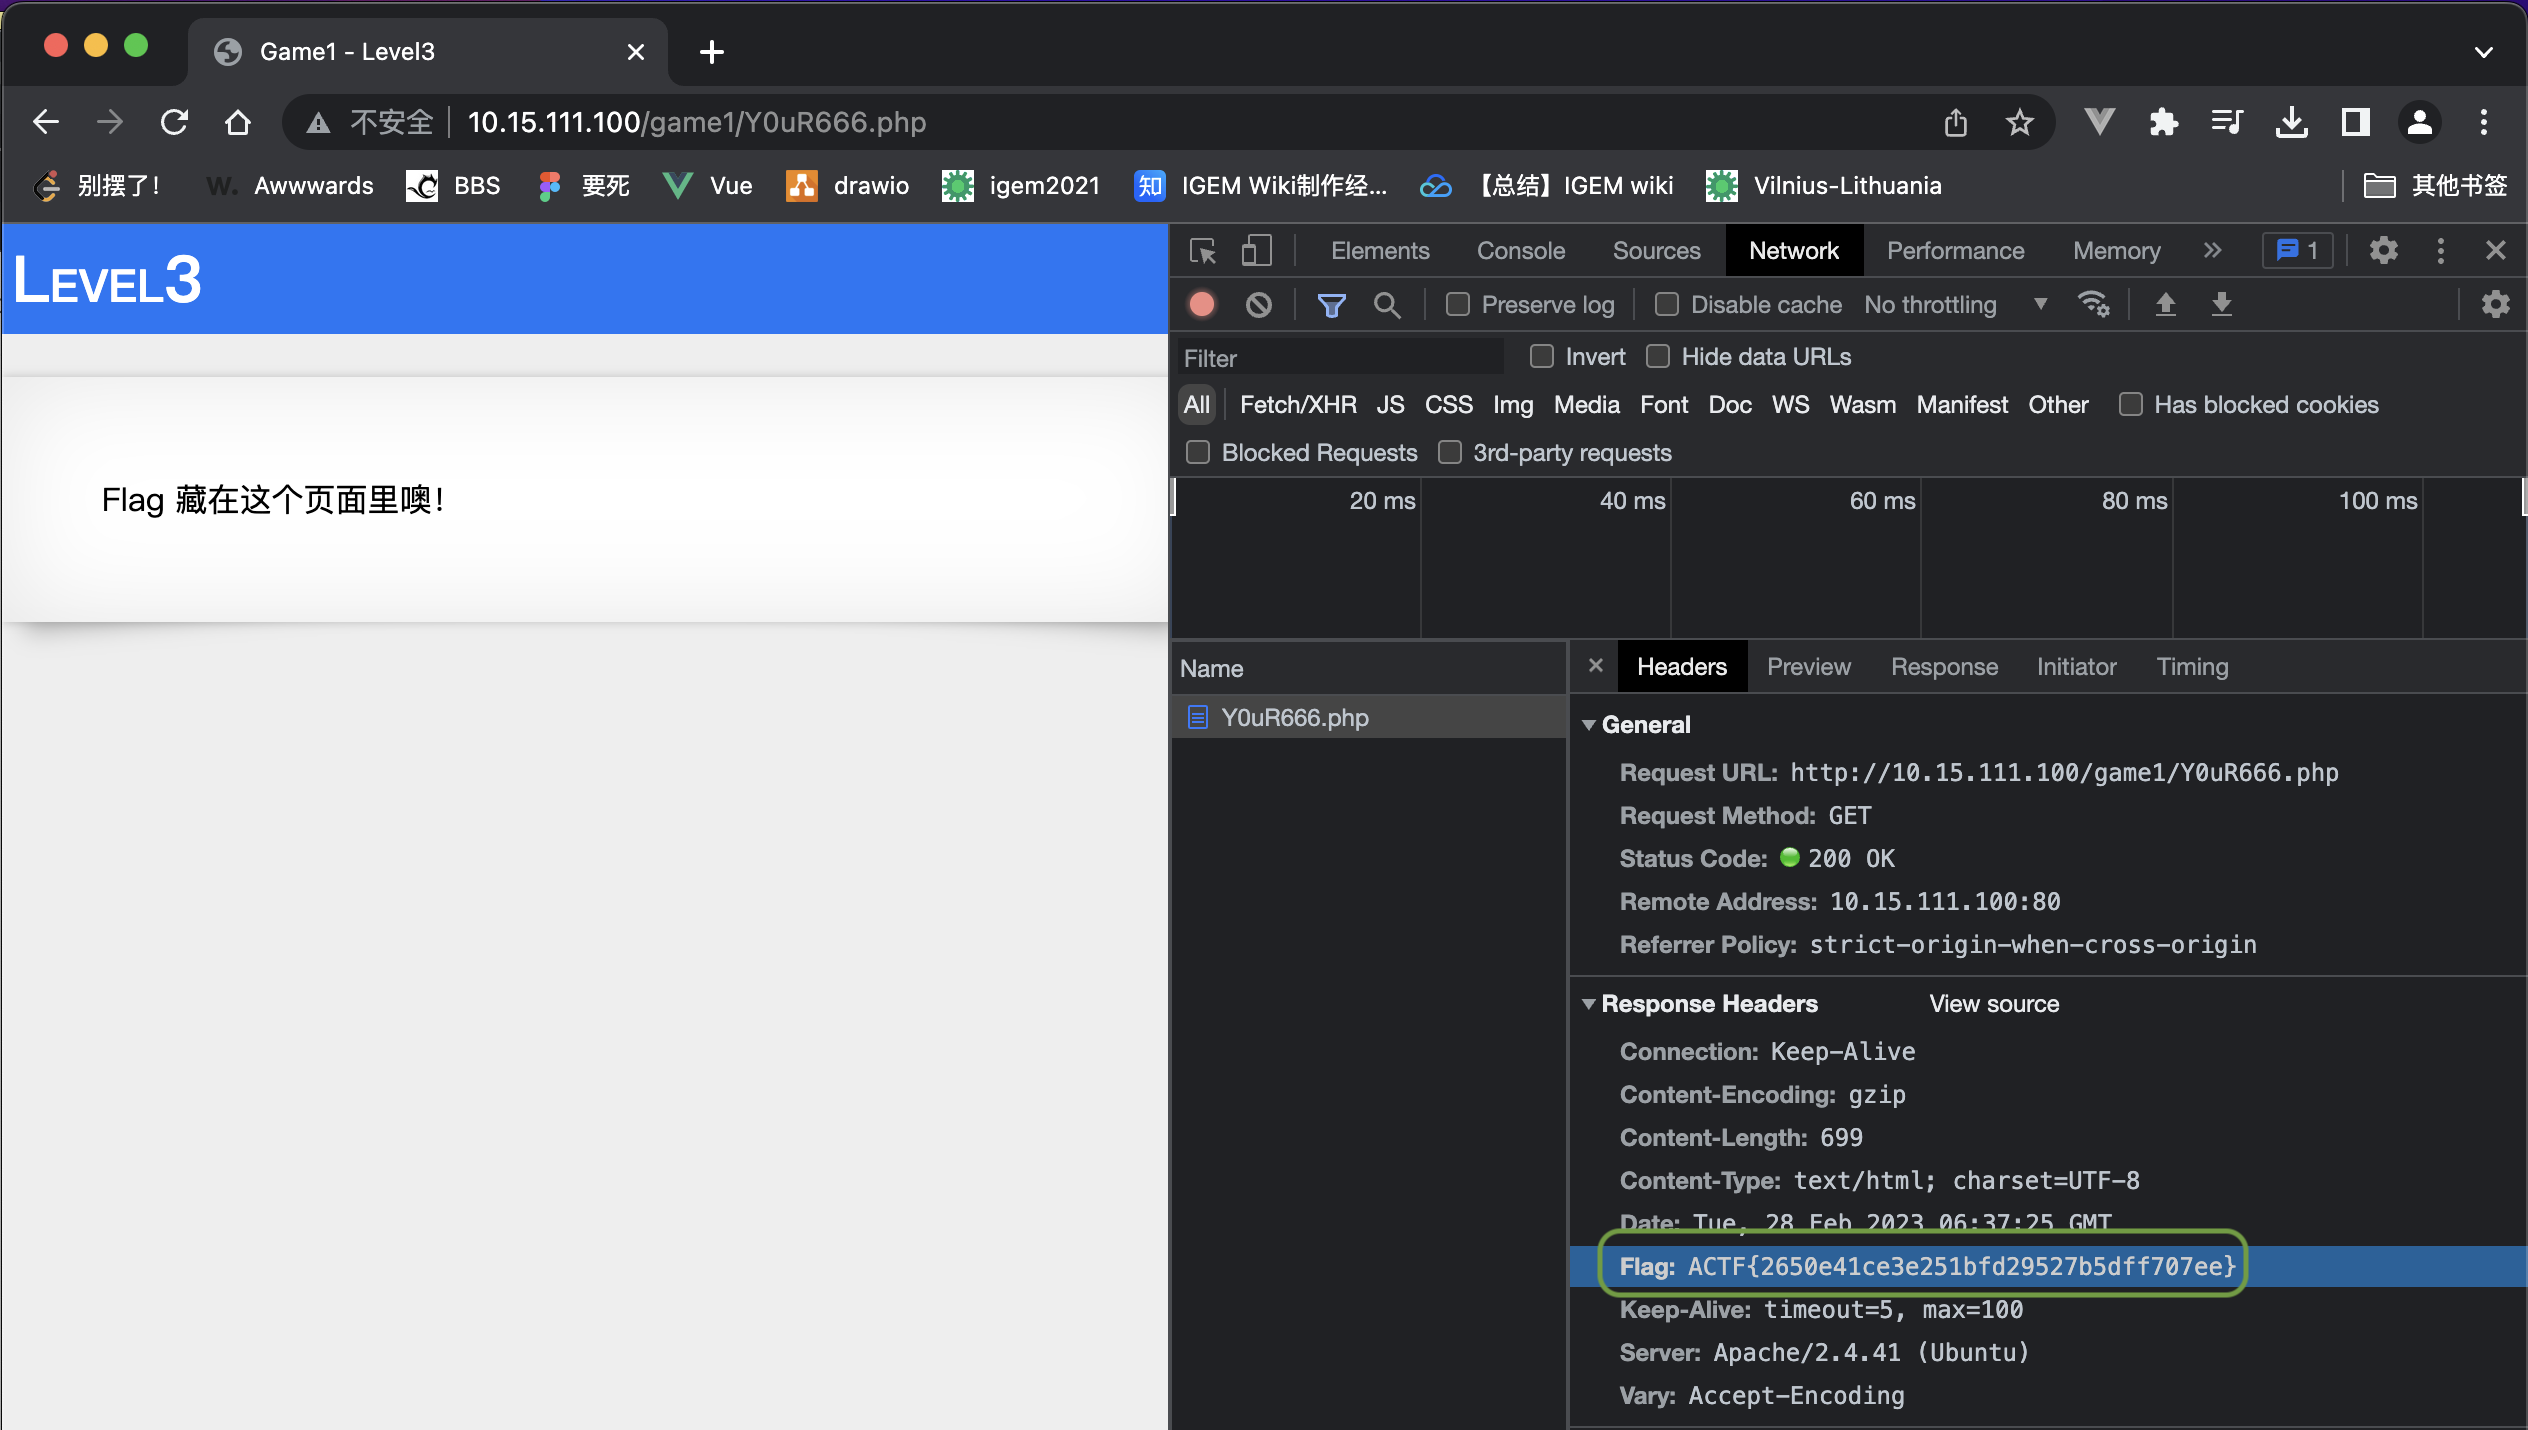 Game1 - Level3
不安全 10.15.111.100/game1/Y0uR666.php
别摆了！ W. Awwwards BBS 要死 Vue drawio igem2021 知 IGEM Wiki制作经... 【总结】IGEM wiki Vilnius-Lithuania 其他书签
LEVEL3
Flag 藏在这个页面里噢！
Elements Console Sources Network Performance Memory 1
Preserve log Disable cache No throttling
Filter Invert Hide data URLs
All Fetch/XHR JS CSS Img Media Font Doc WS Wasm Manifest Other Has blocked cookies
Blocked Requests 3rd-party requests
20 ms 40 ms 60 ms 80 ms 100 ms
Name
Y0uR666.php
Headers Preview Response Initiator Timing
General
Request URL: http://10.15.111.100/game1/Y0uR666.php
Request Method: GET
Status Code: 200 OK
Remote Address: 10.15.111.100:80
Referrer Policy: strict-origin-when-cross-origin
Response Headers View source
Connection: Keep-Alive
Content-Encoding: gzip
Content-Length: 699
Content-Type: text/html; charset=UTF-8
Date: Tue, 28 Feb 2023 06:37:25 GMT
Flag: ACTF{2650e41ce3e251bfd29527b5dff707ee}
Keep-Alive: timeout=5, max=100
Server: Apache/2.4.41 (Ubuntu)
Vary: Accept-Encoding